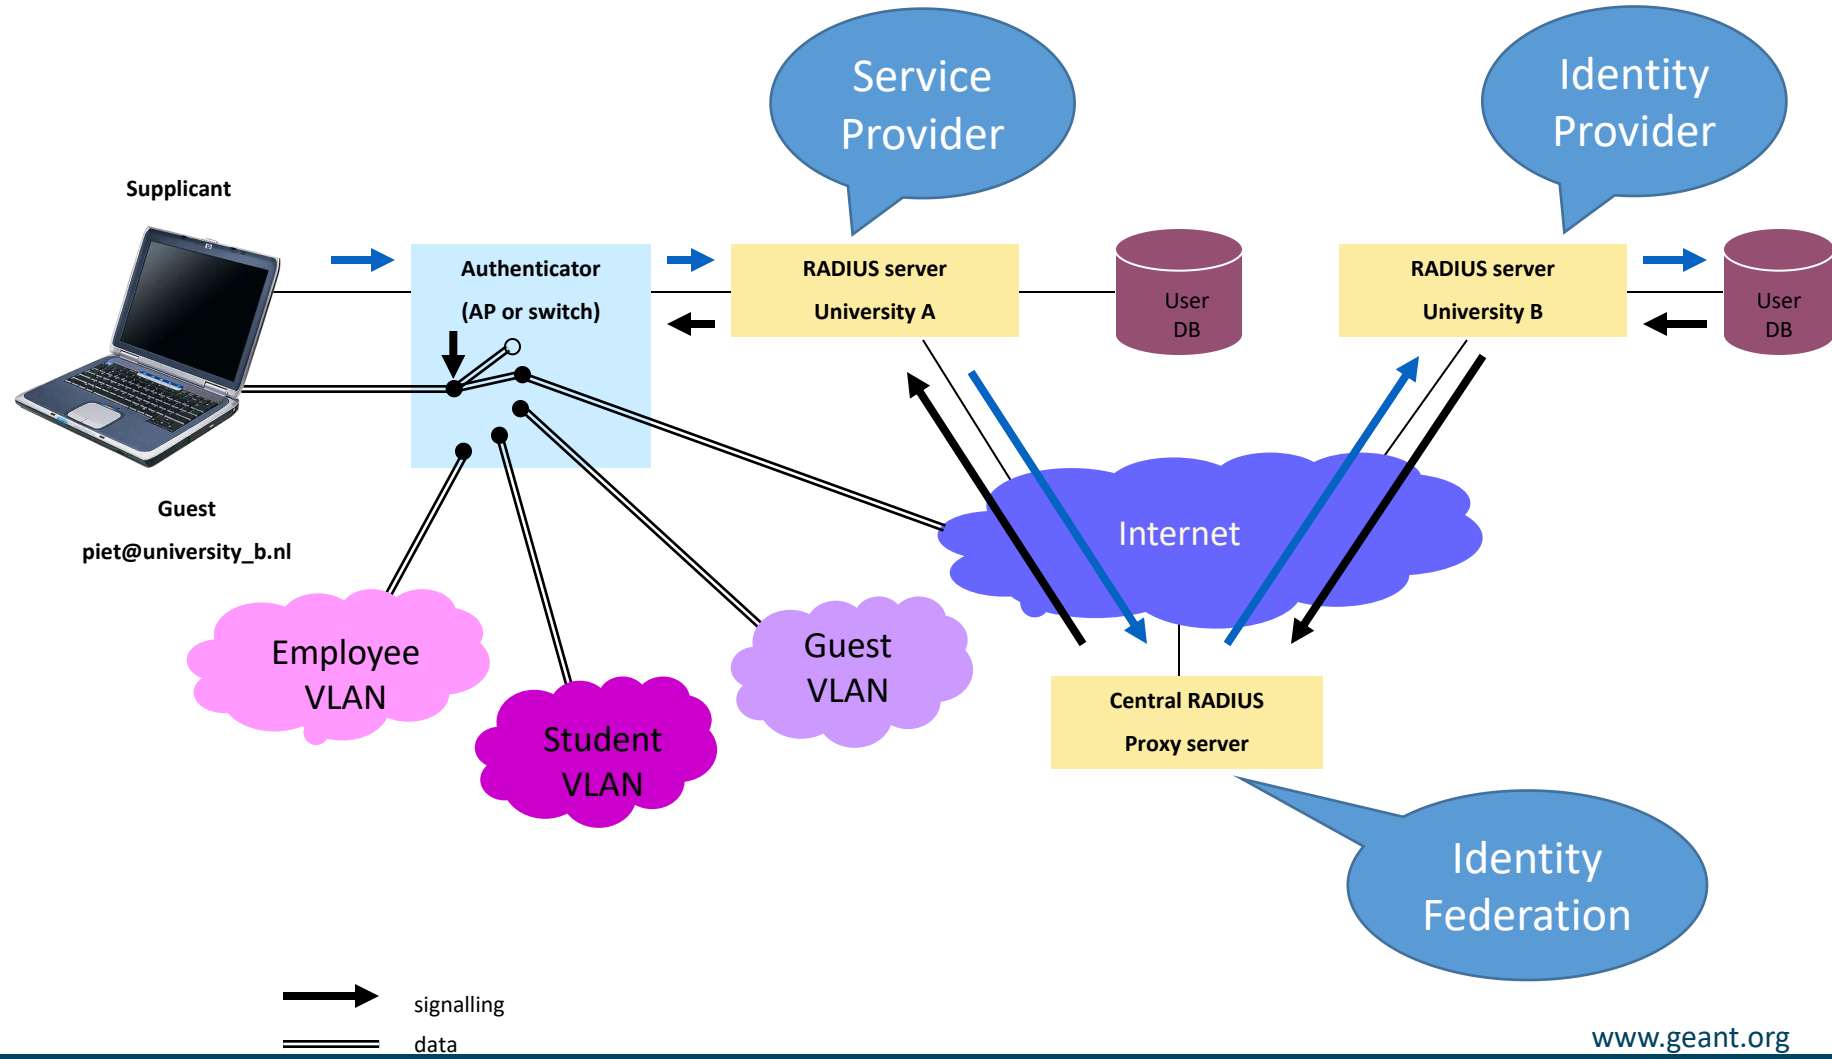 Service
Provider
Identity
Provider
Supplicant
Authenticator
(AP or switch)
RADIUS server
University A
User
DB
RADIUS server
University B
User
DB
Guest
piet@university_b.nl
Internet
Employee
VLAN
Student
VLAN
Guest
VLAN
Central RADIUS
Proxy server
Identity
Federation
signalling
data
www.geant.org